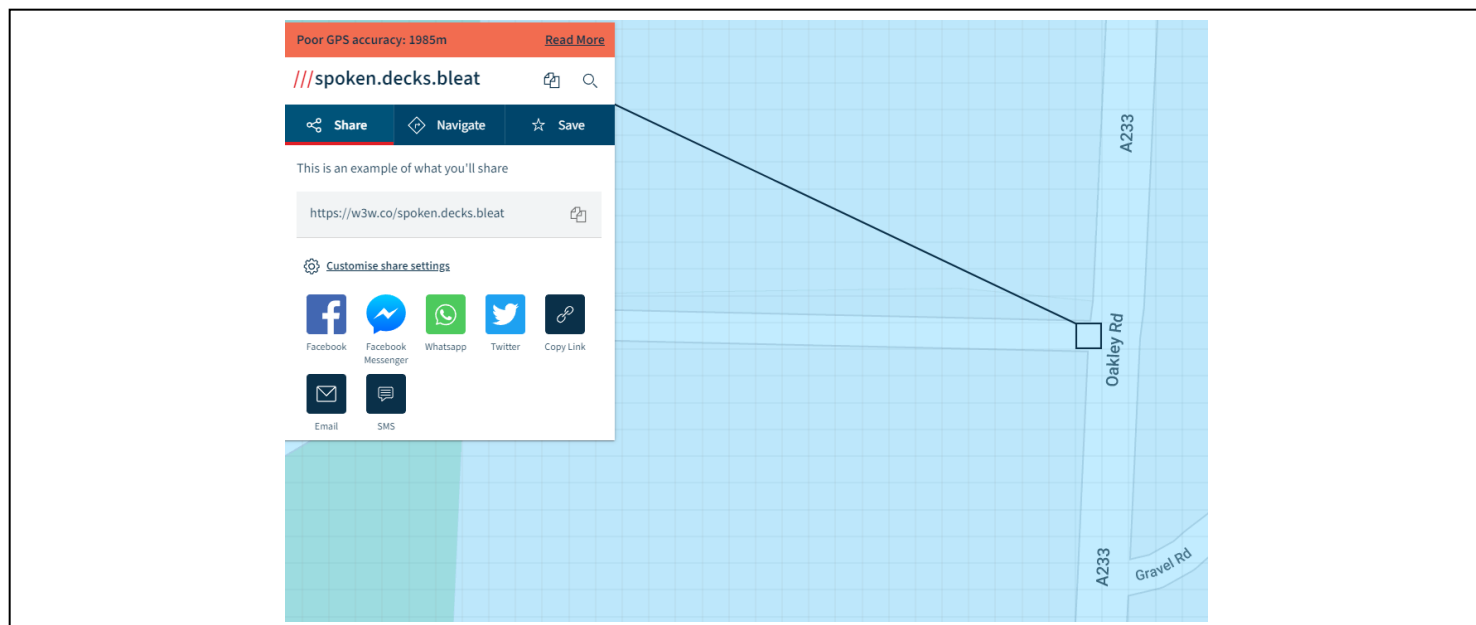 Poor GPS accuracy: 1985m Read More
///spoken.decks.bleat
Share Navigate Save
This is an example of what you'll share
https://w3w.co/spoken.decks.bleat
Customise share settings
Facebook Facebook Messenger Whatsapp Twitter Copy Link
Email SMS
A233
Oakley Rd
A233
Gravel Rd